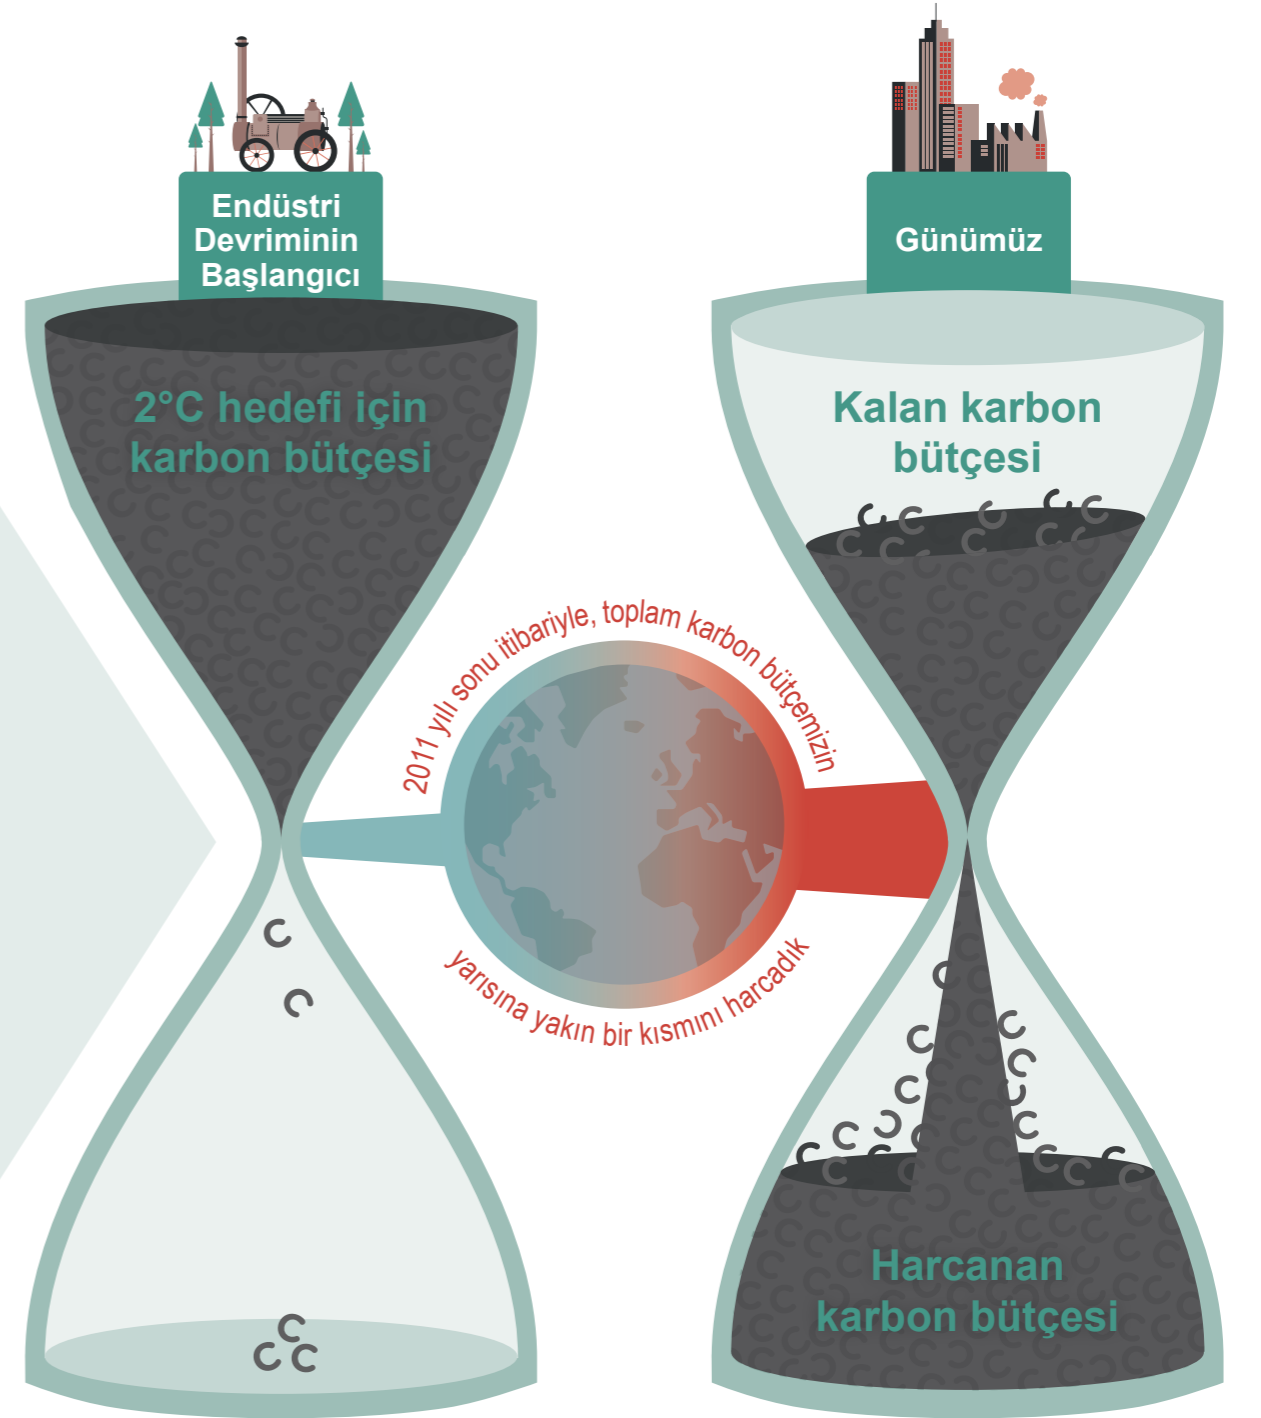 Endüstri
Devriminin
Başlangıcı
2°C hedefi için
karbon bütçesi
2011 yılı sonu itibariyle, toplam karbon bütçemizin
yarısına yakın bir kısmını harcadık
Günümüz
Kalan karbon
bütçesi
Harcanan
karbon bütçesi